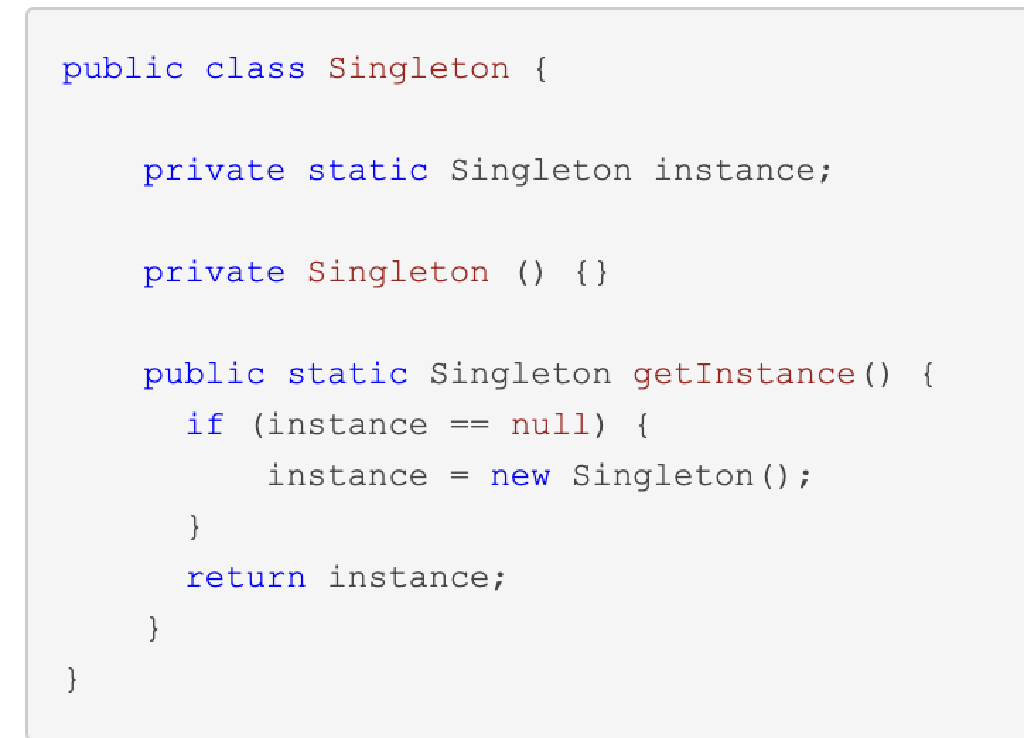 public class Singleton {
private static Singleton instance;
private Singleton () {}
public static Singleton getInstance() {
if (instance == null) {
instance = new Singleton();
}
return instance;
}
}